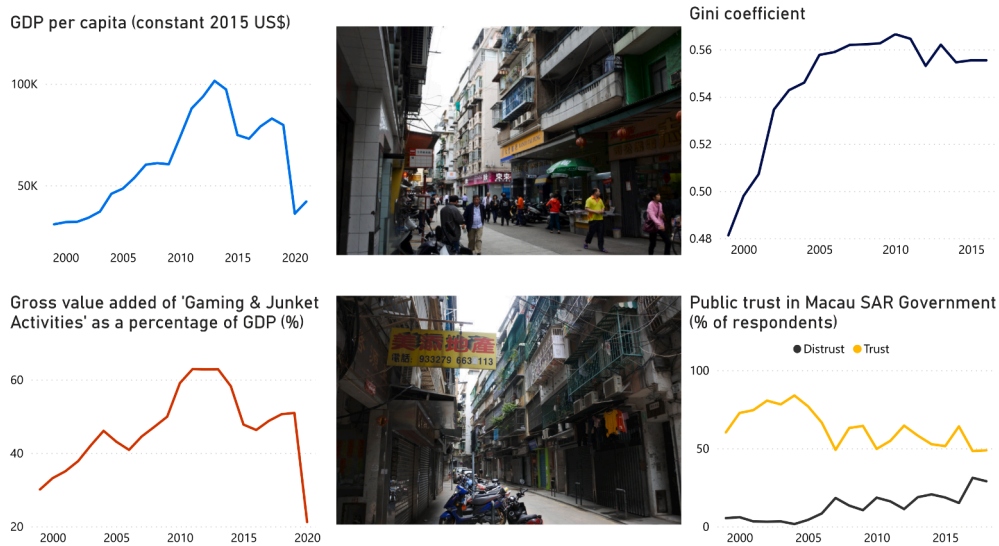 GDP per capita (constant 2015 US$)
100K
50K
2000 2005 2010 2015 2020
Gini coefficient
0.56
0.54
0.52
0.50
0.48
2000 2005 2010 2015
Gross value added of 'Gaming & Junket
Activities' as a percentage of GDP (%)
60
40
20
2000 2005 2010 2015 2020
地產
933279 663 113
Public trust in Macau SAR Government
(% of respondents)
Distrust Trust
100
50
0
2000 2005 2010 2015